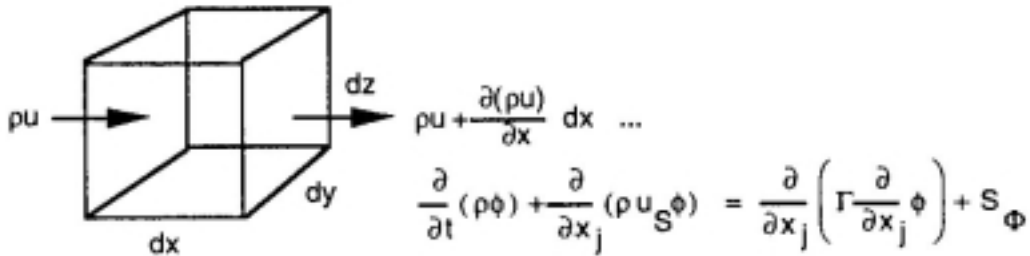 dz
ρu
ρu + ∂(ρu)/∂x dx ...
dy
∂/∂t (ρϕ) + ∂/∂x_j (ρ u_S ϕ) = ∂/∂x_j (Γ ∂/∂x_j ϕ) + S_Φ
dx